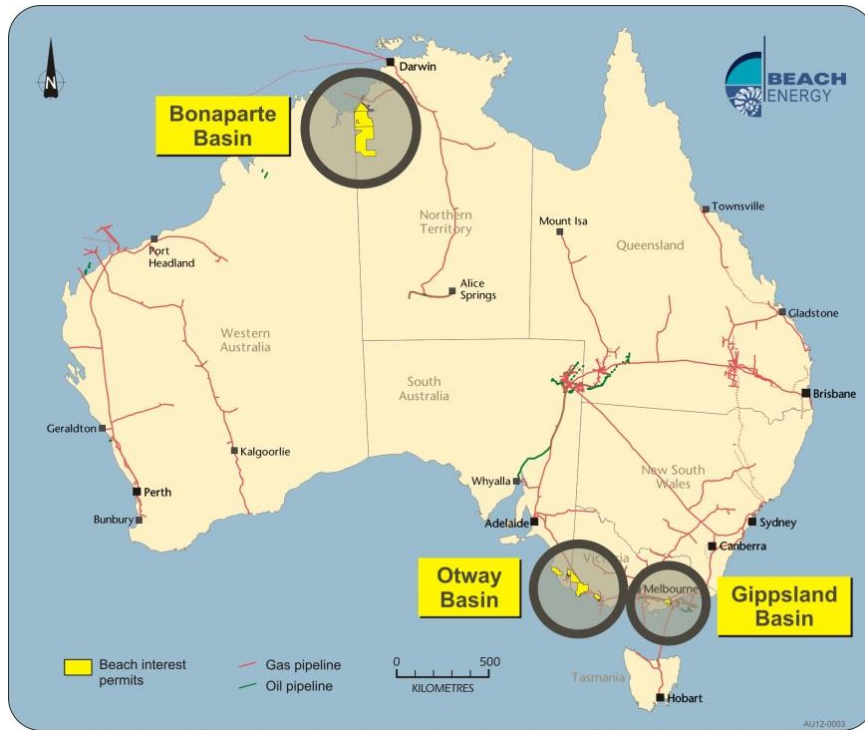 N
BEACH
ENERGY
Darwin
Bonaparte
Basin
Townsville
Northern
Territory
Mount Isa
Queensland
Port
Headland
Alice
Springs
Gladstone
Western
Australia
South
Australia
Brisbane
Geraldton
Kalgoorlie
New South
Wales
Whyalla
Perth
Bunbury
Adelaide
Sydney
Canberra
Otway
Basin
Victoria
Melbourne
Gippsland
Basin
Beach interest
permits
Gas pipeline
Oil pipeline
0 500
KILOMETRES
Tasmania
Hobart
AU12-0003